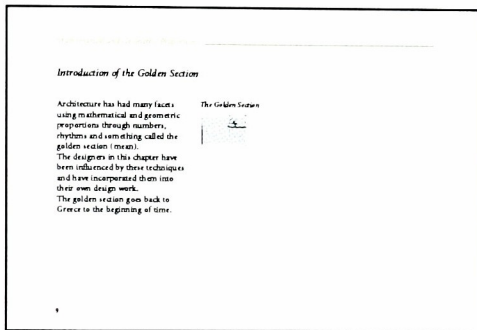 Introduction of the Golden Section
Architecture has had many facets
using mathematical and geometric
proportions through numbers,
rhythms and something called the
golden section (mean).
The designers in this chapter have
been influenced by these techniques
and have incorporated them into
their own design work.
The golden section goes back to
Greece to the beginning of time.
The Golden Section